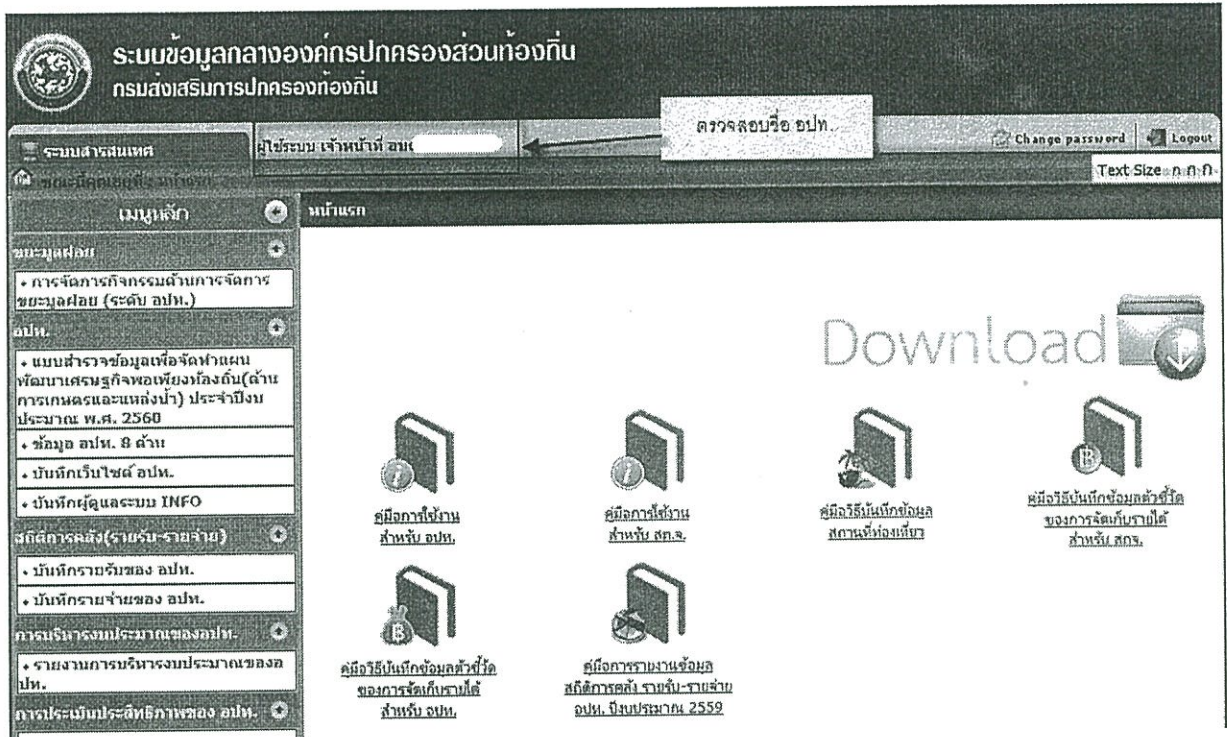 ระบบข้อมูลกลางองค์กรปกครองส่วนท้องถิ่น
กรมส่งเสริมการปกครองท้องถิ่น
ตรวจสอบชื่อ อปท.
ระบบสารสนเทศ
ผู้ใช้ระบบ เจ้าหน้าที่ อบต
Change password
Logout
ขณะนี้คุณอยู่ที่ : หน้าแรก
Text Size ก ก ก
เมนูหลัก
หน้าแรก
ขยะมูลฝอย
การจัดการกิจกรรมด้านการจัดการ
ขยะมูลฝอย (ระดับ อปท.)
อปท.
แบบสำรวจข้อมูลเพื่อจัดทำแผน
พัฒนาเศรษฐกิจพอเพียงท้องถิ่น(ด้าน
การเกษตรและแหล่งน้ำ) ประจำปีงบ
ประมาณ พ.ศ. 2560
ข้อมูล อปท. 8 ด้าน
บันทึกเว็บไซต์ อปท.
บันทึกผู้ดูแลระบบ INFO
สถิติการคลัง(รายรับ-รายจ่าย)
บันทึกรายรับของ อปท.
บันทึกรายจ่ายของ อปท.
การบริหารงบประมาณของอปท.
รายงานการบริหารงบประมาณของอ
ปท.
การประเมินประสิทธิภาพของ อปท.
Download
คู่มือการใช้งาน
สำหรับ อปท.
คู่มือการใช้งาน
สำหรับ สถ.จ.
คู่มือวิธีบันทึกข้อมูล
สถานที่ท่องเที่ยว
คู่มือวิธีบันทึกข้อมูลตัวชี้วัด
ของการจัดเก็บรายได้
สำหรับ สถจ.
คู่มือวิธีบันทึกข้อมูลตัวชี้วัด
ของการจัดเก็บรายได้
สำหรับ อปท.
คู่มือการรายงานข้อมูล
สถิติการคลัง รายรับ-รายจ่าย
อปท. ปีงบประมาณ 2559